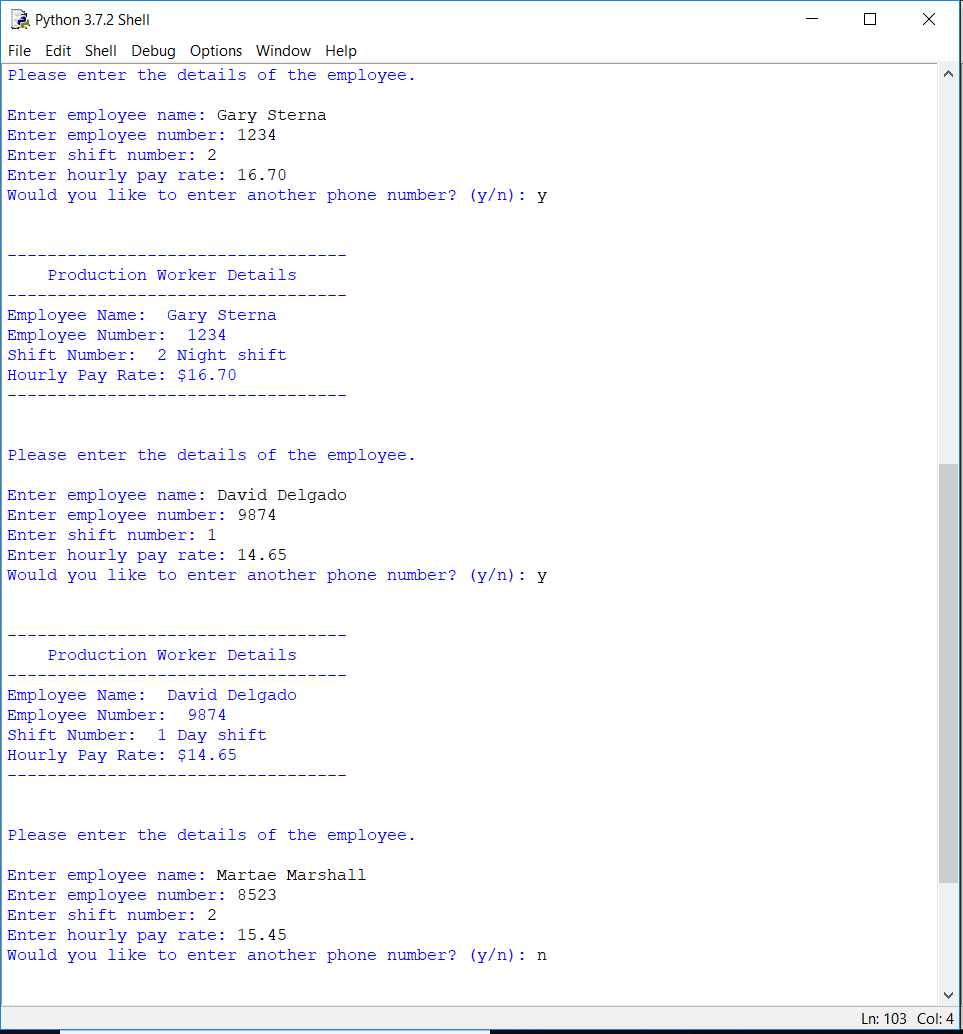 Python 3.7.2 Shell
File Edit Shell Debug Options Window Help
Please enter the details of the employee.
Enter employee name: Gary Sterna
Enter employee number: 1234
Enter shift number: 2
Enter hourly pay rate: 16.70
Would you like to enter another phone number? (y/n): y
----------------------------------
    Production Worker Details
----------------------------------
Employee Name:  Gary Sterna
Employee Number:  1234
Shift Number:  2 Night shift
Hourly Pay Rate: $16.70
----------------------------------
Please enter the details of the employee.
Enter employee name: David Delgado
Enter employee number: 9874
Enter shift number: 1
Enter hourly pay rate: 14.65
Would you like to enter another phone number? (y/n): y
----------------------------------
    Production Worker Details
----------------------------------
Employee Name:  David Delgado
Employee Number:  9874
Shift Number:  1 Day shift
Hourly Pay Rate: $14.65
----------------------------------
Please enter the details of the employee.
Enter employee name: Martae Marshall
Enter employee number: 8523
Enter shift number: 2
Enter hourly pay rate: 15.45
Would you like to enter another phone number? (y/n): n
Ln: 103 Col: 4